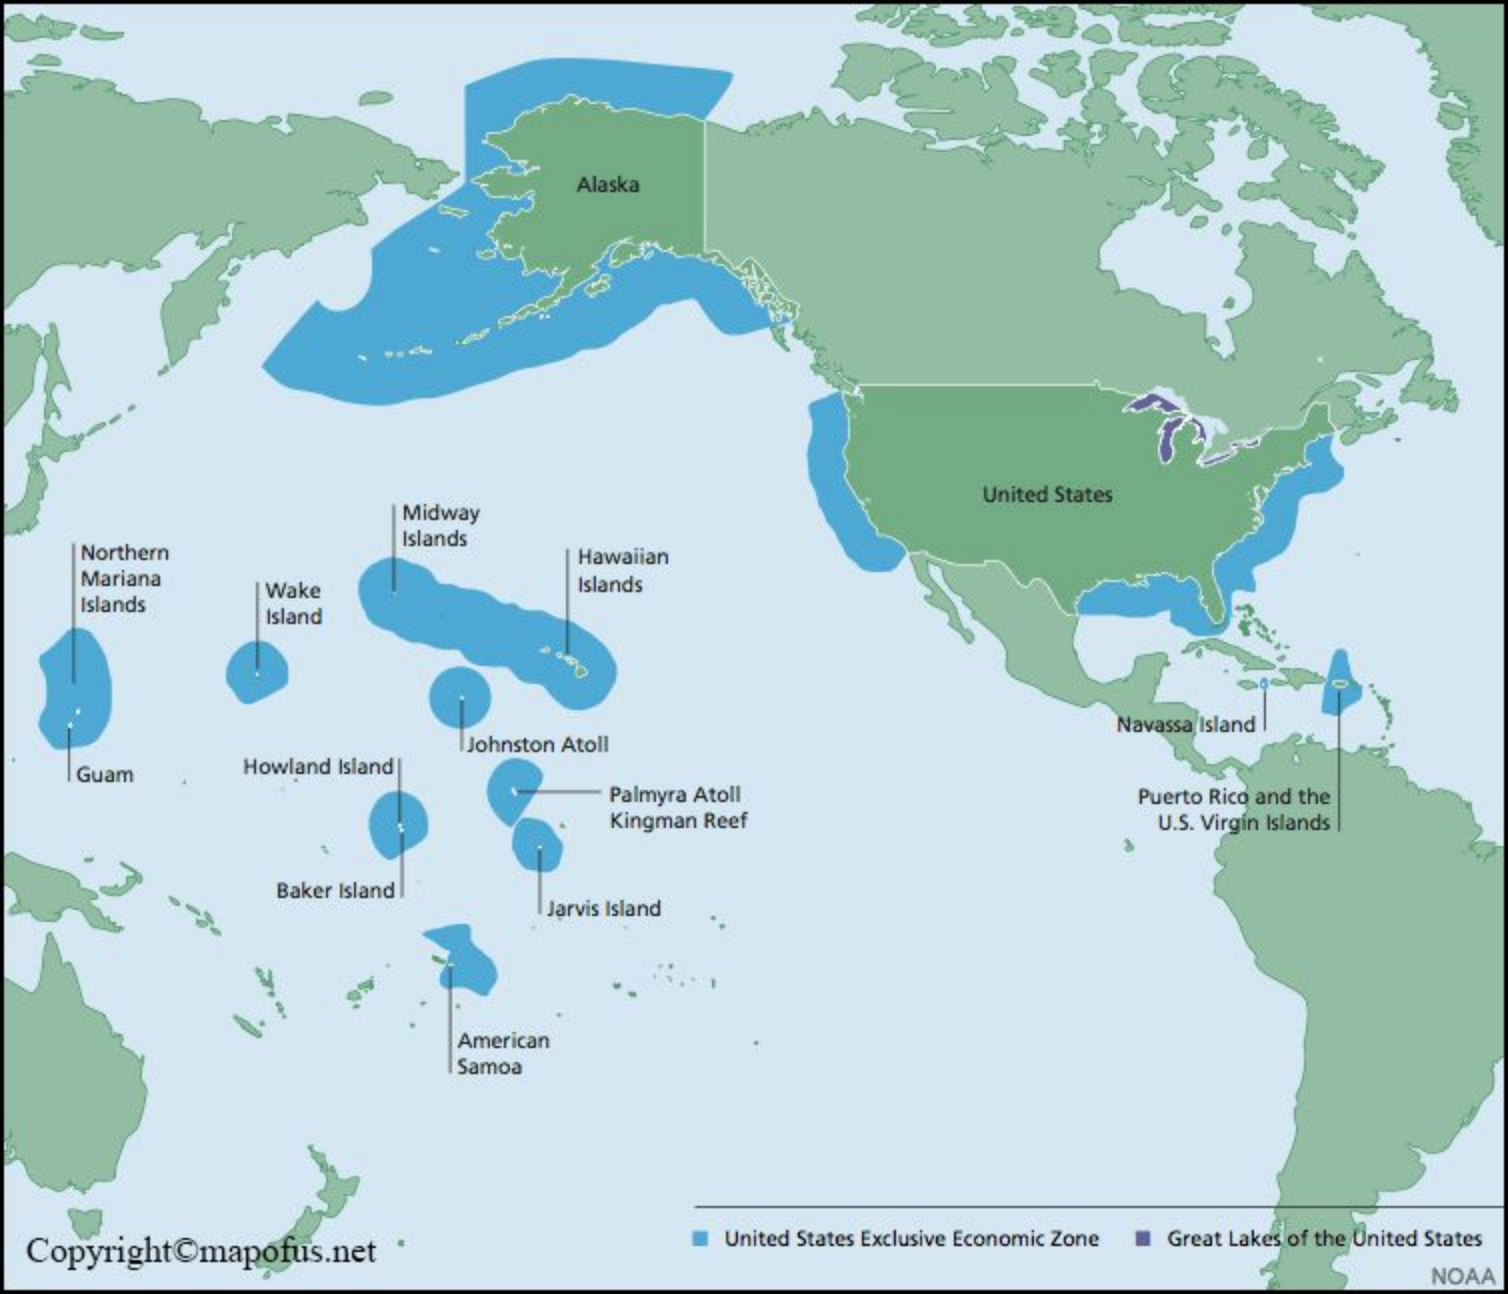 Alaska
United States
Midway
Islands
Hawaiian
Islands
Northern
Mariana
Islands
Wake
Island
Navassa Island
Johnston Atoll
Howland Island
Guam
Palmyra Atoll
Kingman Reef
Puerto Rico and the
U.S. Virgin Islands
Baker Island
Jarvis Island
American
Samoa
United States Exclusive Economic Zone
Great Lakes of the United States
Copyright©mapofus.net
NOAA